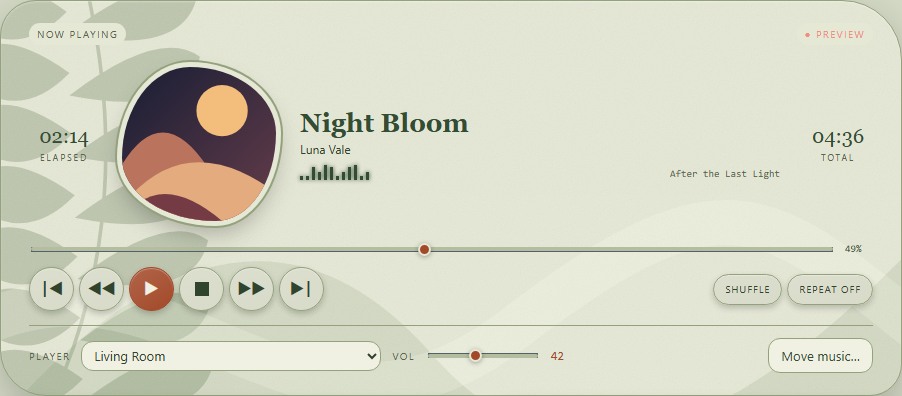 NOW PLAYING
PREVIEW
02:14
ELAPSED
Night Bloom
Luna Vale
After the Last Light
04:36
TOTAL
49%
SHUFFLE
REPEAT OFF
PLAYER
Living Room
VOL
42
Move music...